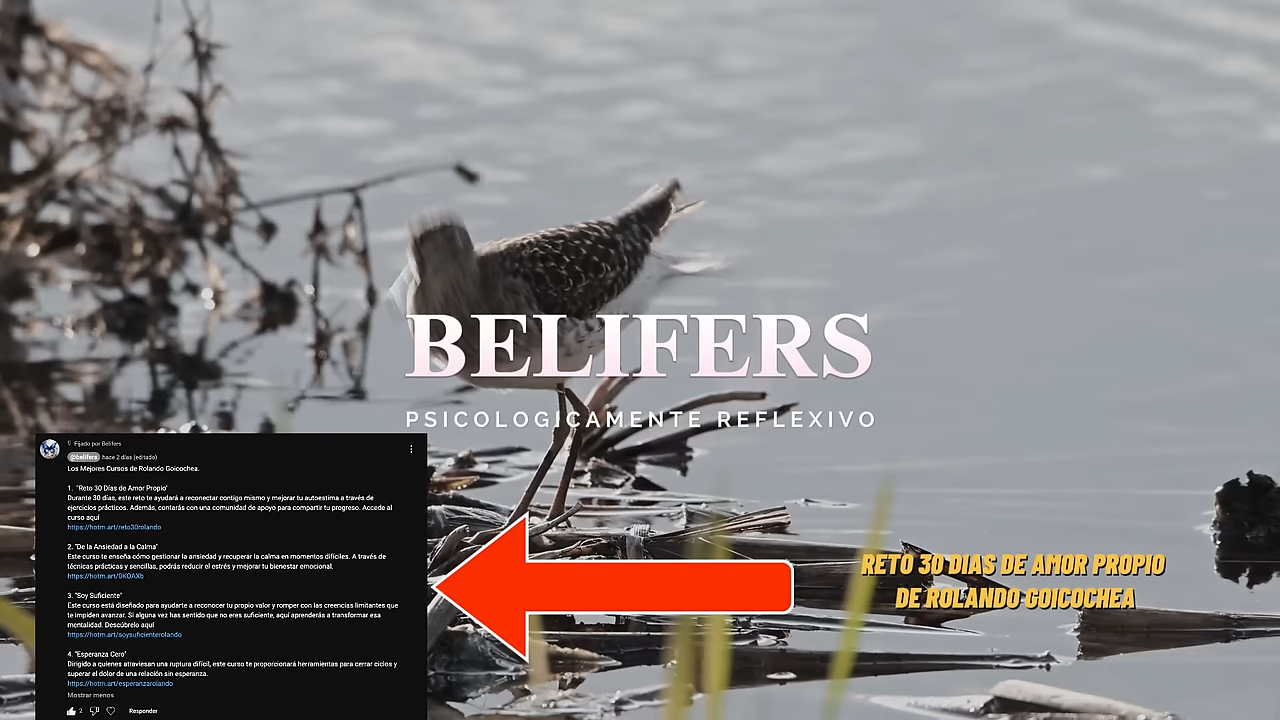 BELIFERS
PSICOLOGICAMENTE REFLEXIVO
Fijado por Belifers
@belifers hace 2 días (editado)
Los Mejores Cursos de Rolando Goicochea.
1. "Reto 30 Días de Amor Propio"
Durante 30 días, este reto te ayudará a reconectar contigo mismo y mejorar tu autoestima a través de
ejercicios prácticos. Además, contarás con una comunidad de apoyo para compartir tu progreso. Accede al
curso aquí
https://hotm.art/reto30rolando
2. "De la Ansiedad a la Calma"
Este curso te enseña cómo gestionar la ansiedad y recuperar la calma en momentos difíciles. A través de
técnicas prácticas y sencillas, podrás reducir el estrés y mejorar tu bienestar emocional.
3. "Soy Suficiente"
Este curso está diseñado para ayudarte a reconocer tu propio valor y romper con las creencias limitantes que
te impiden avanzar. Si alguna vez has sentido que no eres suficiente, aquí aprenderás a transformar esa
mentalidad. Descúbrelo aquí
https://hotm.art/soysuficienterolando
4. "Esperanza Cero"
Dirigido a quienes atraviesan una ruptura difícil, este curso te proporcionará herramientas para cerrar ciclos y
superar el dolor de una relación sin esperanza.
https://hotm.art/esperanzarolando
Mostrar menos
2 Responder
RETO 30 DIAS DE AMOR PROPIO
DE ROLANDO GOICOCHEA